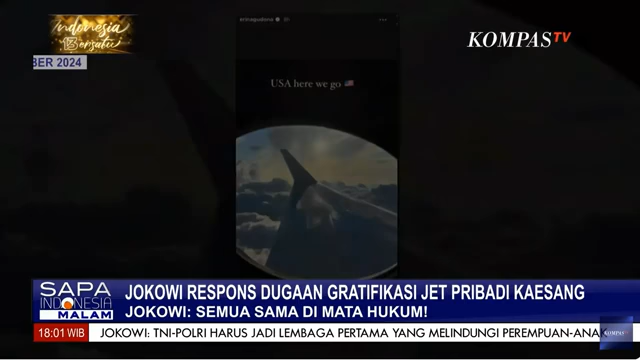 Indonesia
Bersatu
KOMPAS TV
BER 2024
USA here we go 🇺🇸
SAPA
INDONESIA
MALAM
JOKOWI RESPONS DUGAAN GRATIFIKASI JET PRIBADI KAESANG
JOKOWI: SEMUA SAMA DI MATA HUKUM!
18:01 WIB
JOKOWI: TNI-POLRI HARUS JADI LEMBAGA PERTAMA YANG MELINDUNGI PEREMPUAN-ANAK
KOMPAS TV